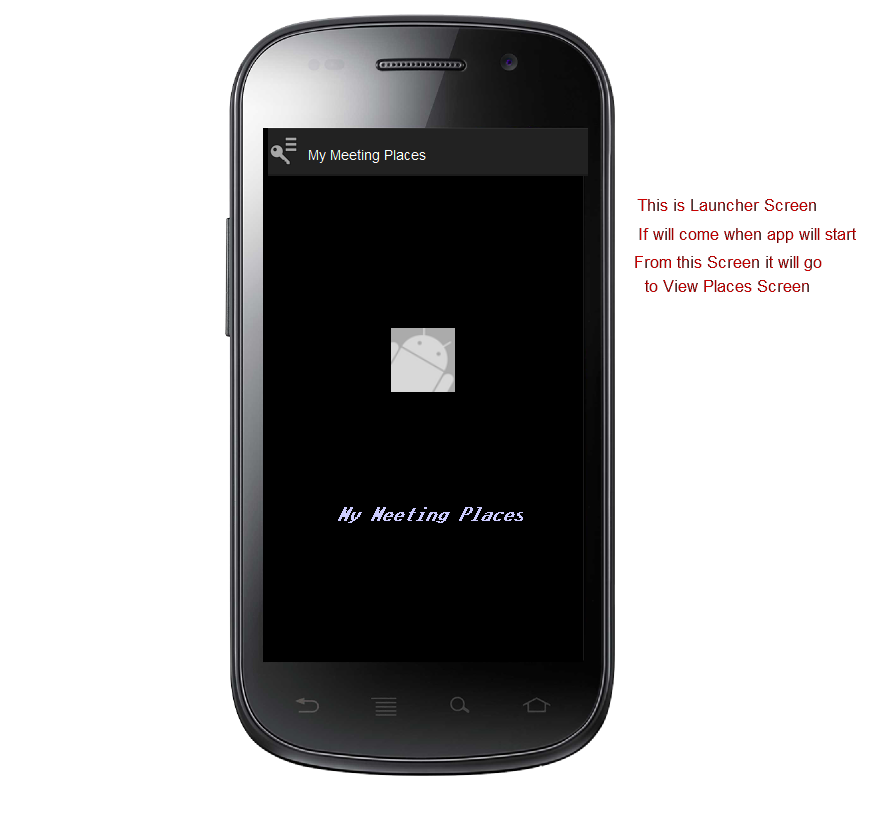 My Meeting Places
This is Launcher Screen
If will come when app will start
From this Screen it will go
to View Places Screen
My Meeting Places